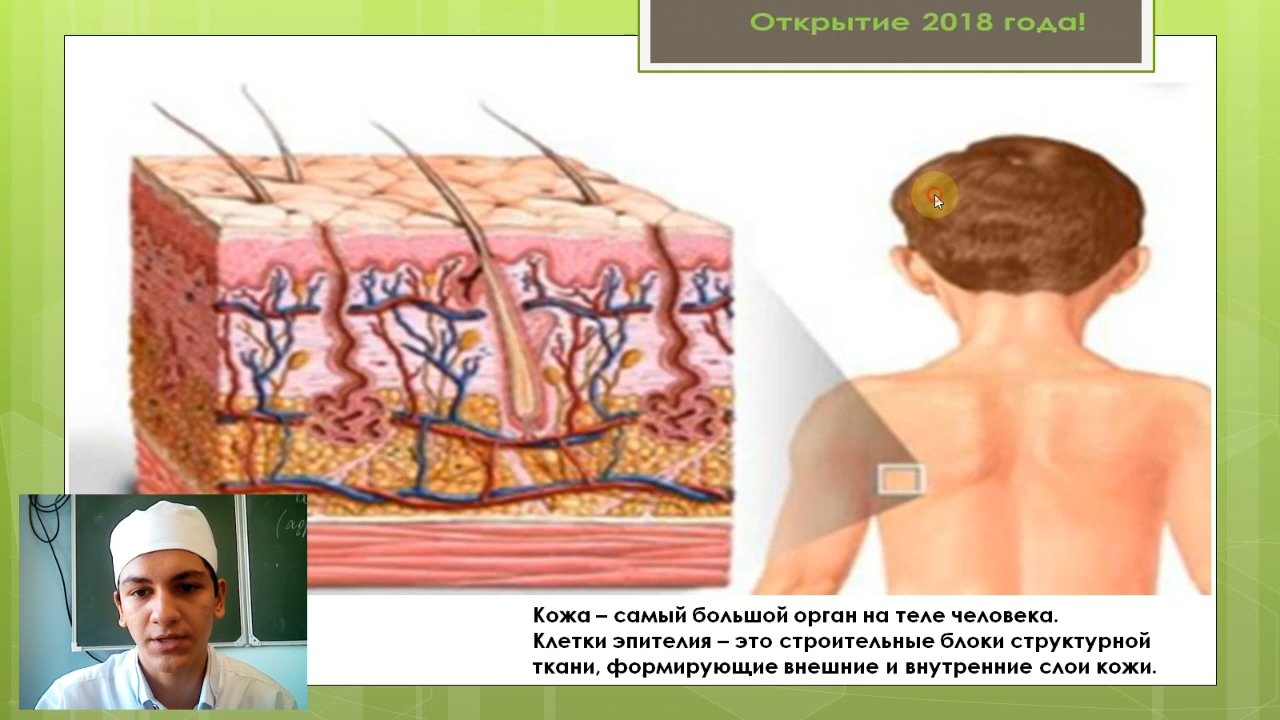 Открытие 2018 года!
Кожа – самый большой орган на теле человека.
Клетки эпителия – это строительные блоки структурной
ткани, формирующие внешние и внутренние слои кожи.